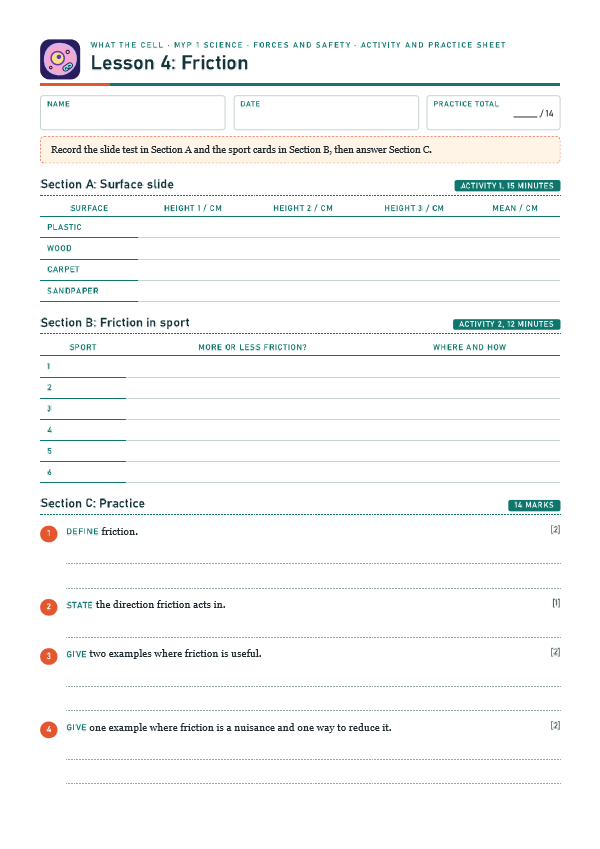 WHAT THE CELL · MYP 1 SCIENCE · FORCES AND SAFETY · ACTIVITY AND PRACTICE SHEET
Lesson 4: Friction
NAME
DATE
PRACTICE TOTAL
_____ / 14
Record the slide test in Section A and the sport cards in Section B, then answer Section C.
Section A: Surface slide
ACTIVITY 1, 15 MINUTES
SURFACE HEIGHT 1 / CM HEIGHT 2 / CM HEIGHT 3 / CM MEAN / CM
PLASTIC
WOOD
CARPET
SANDPAPER
Section B: Friction in sport
ACTIVITY 2, 12 MINUTES
SPORT MORE OR LESS FRICTION? WHERE AND HOW
1
2
3
4
5
6
Section C: Practice
14 MARKS
1 DEFINE friction. [2]
2 STATE the direction friction acts in. [1]
3 GIVE two examples where friction is useful. [2]
4 GIVE one example where friction is a nuisance and one way to reduce it. [2]